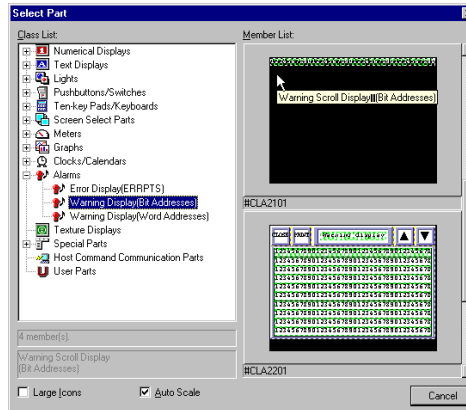 Select Part
Class List:
Member List:
Numerical Displays
Text Displays
Lights
Pushbuttons/Switches
Ten-key Pads/Keyboards
Screen Select Parts
Meters
Graphs
Clocks/Calendars
Alarms
Error Display(ERRPTS)
Warning Display(Bit Addresses)
Warning Display(Word Addresses)
Texture Displays
Special Parts
Host Command Communication Parts
User Parts
4 member(s).
Warning Scroll Display
(Bit Addresses)
Large Icons
Auto Scale
Warning Scroll Display||(Bit Addresses)
#CLA2101
Warning display
#CLA2201
Cancel